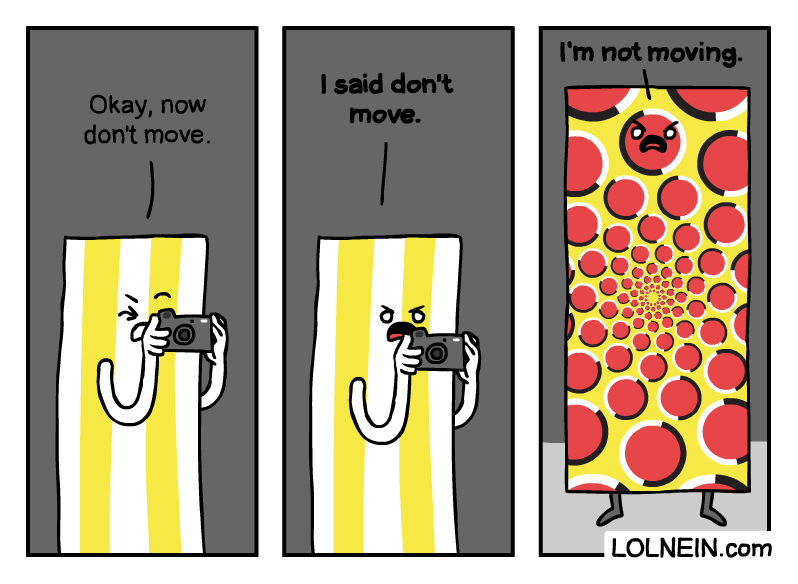 Okay, now
don't move.
I said don't
move.
I'm not moving.
LOLNEIN.com